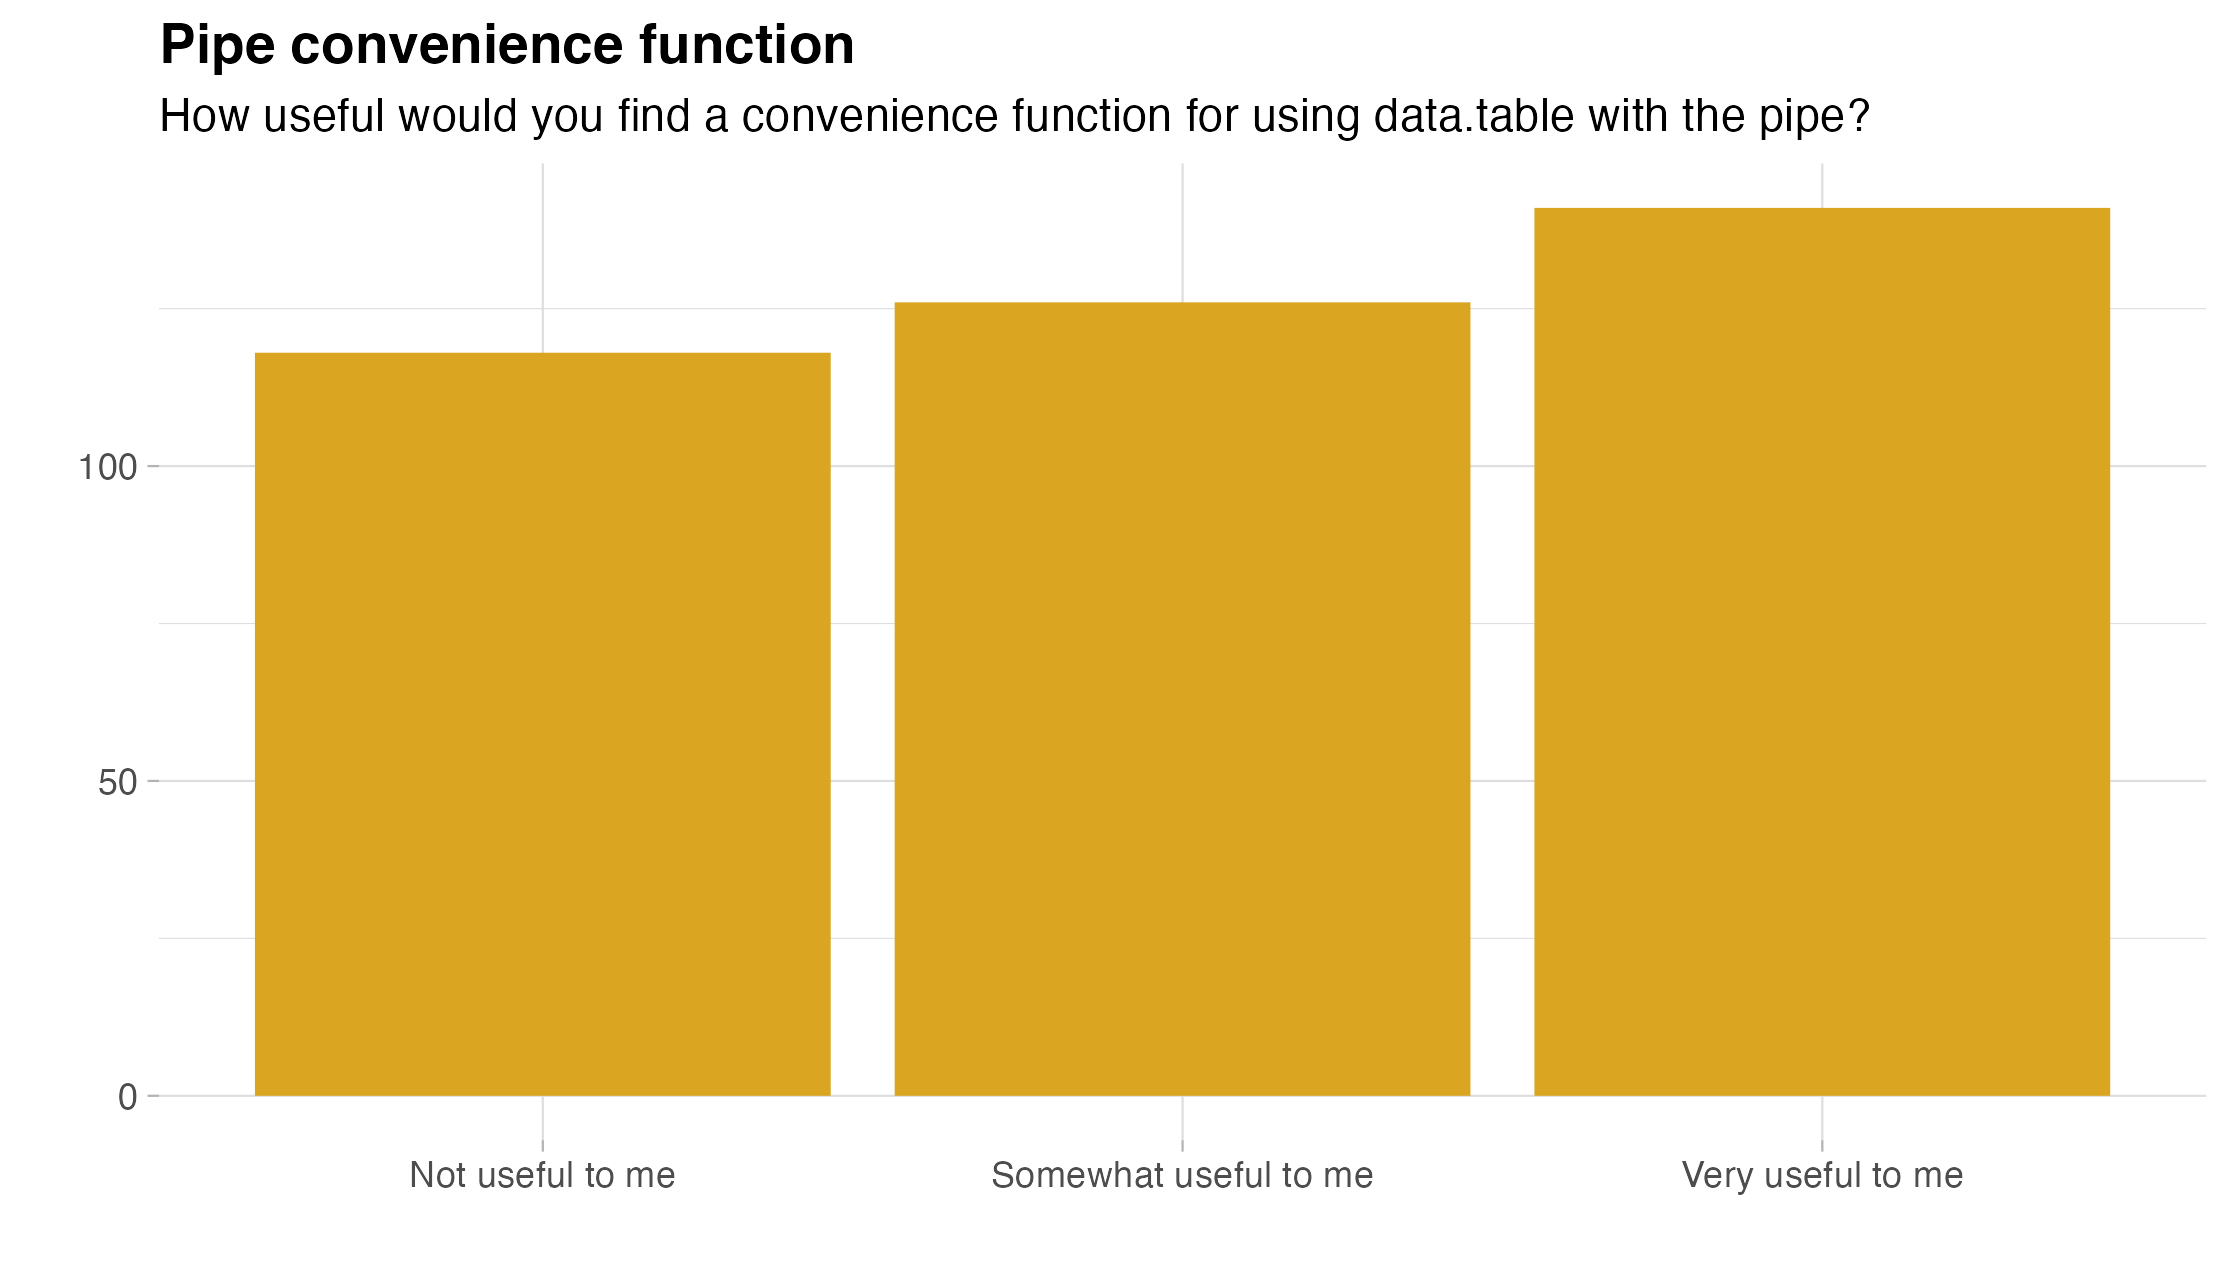 Pipe convenience function
How useful would you find a convenience function for using data.table with the pipe?
100
50
0
Not useful to me
Somewhat useful to me
Very useful to me